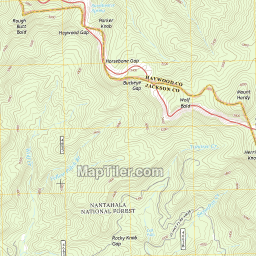 Rough
Butt
Bald
Parker
Knob
Haywood Gap
Horsebone Gap
HAYWOOD CO
JACKSON CO
Buckeye
Gap
Wolf
Bald
Mount
Hardy
MapTiler.com
NANTAHALA
NATIONAL FOREST
Rocky Knob
Gap